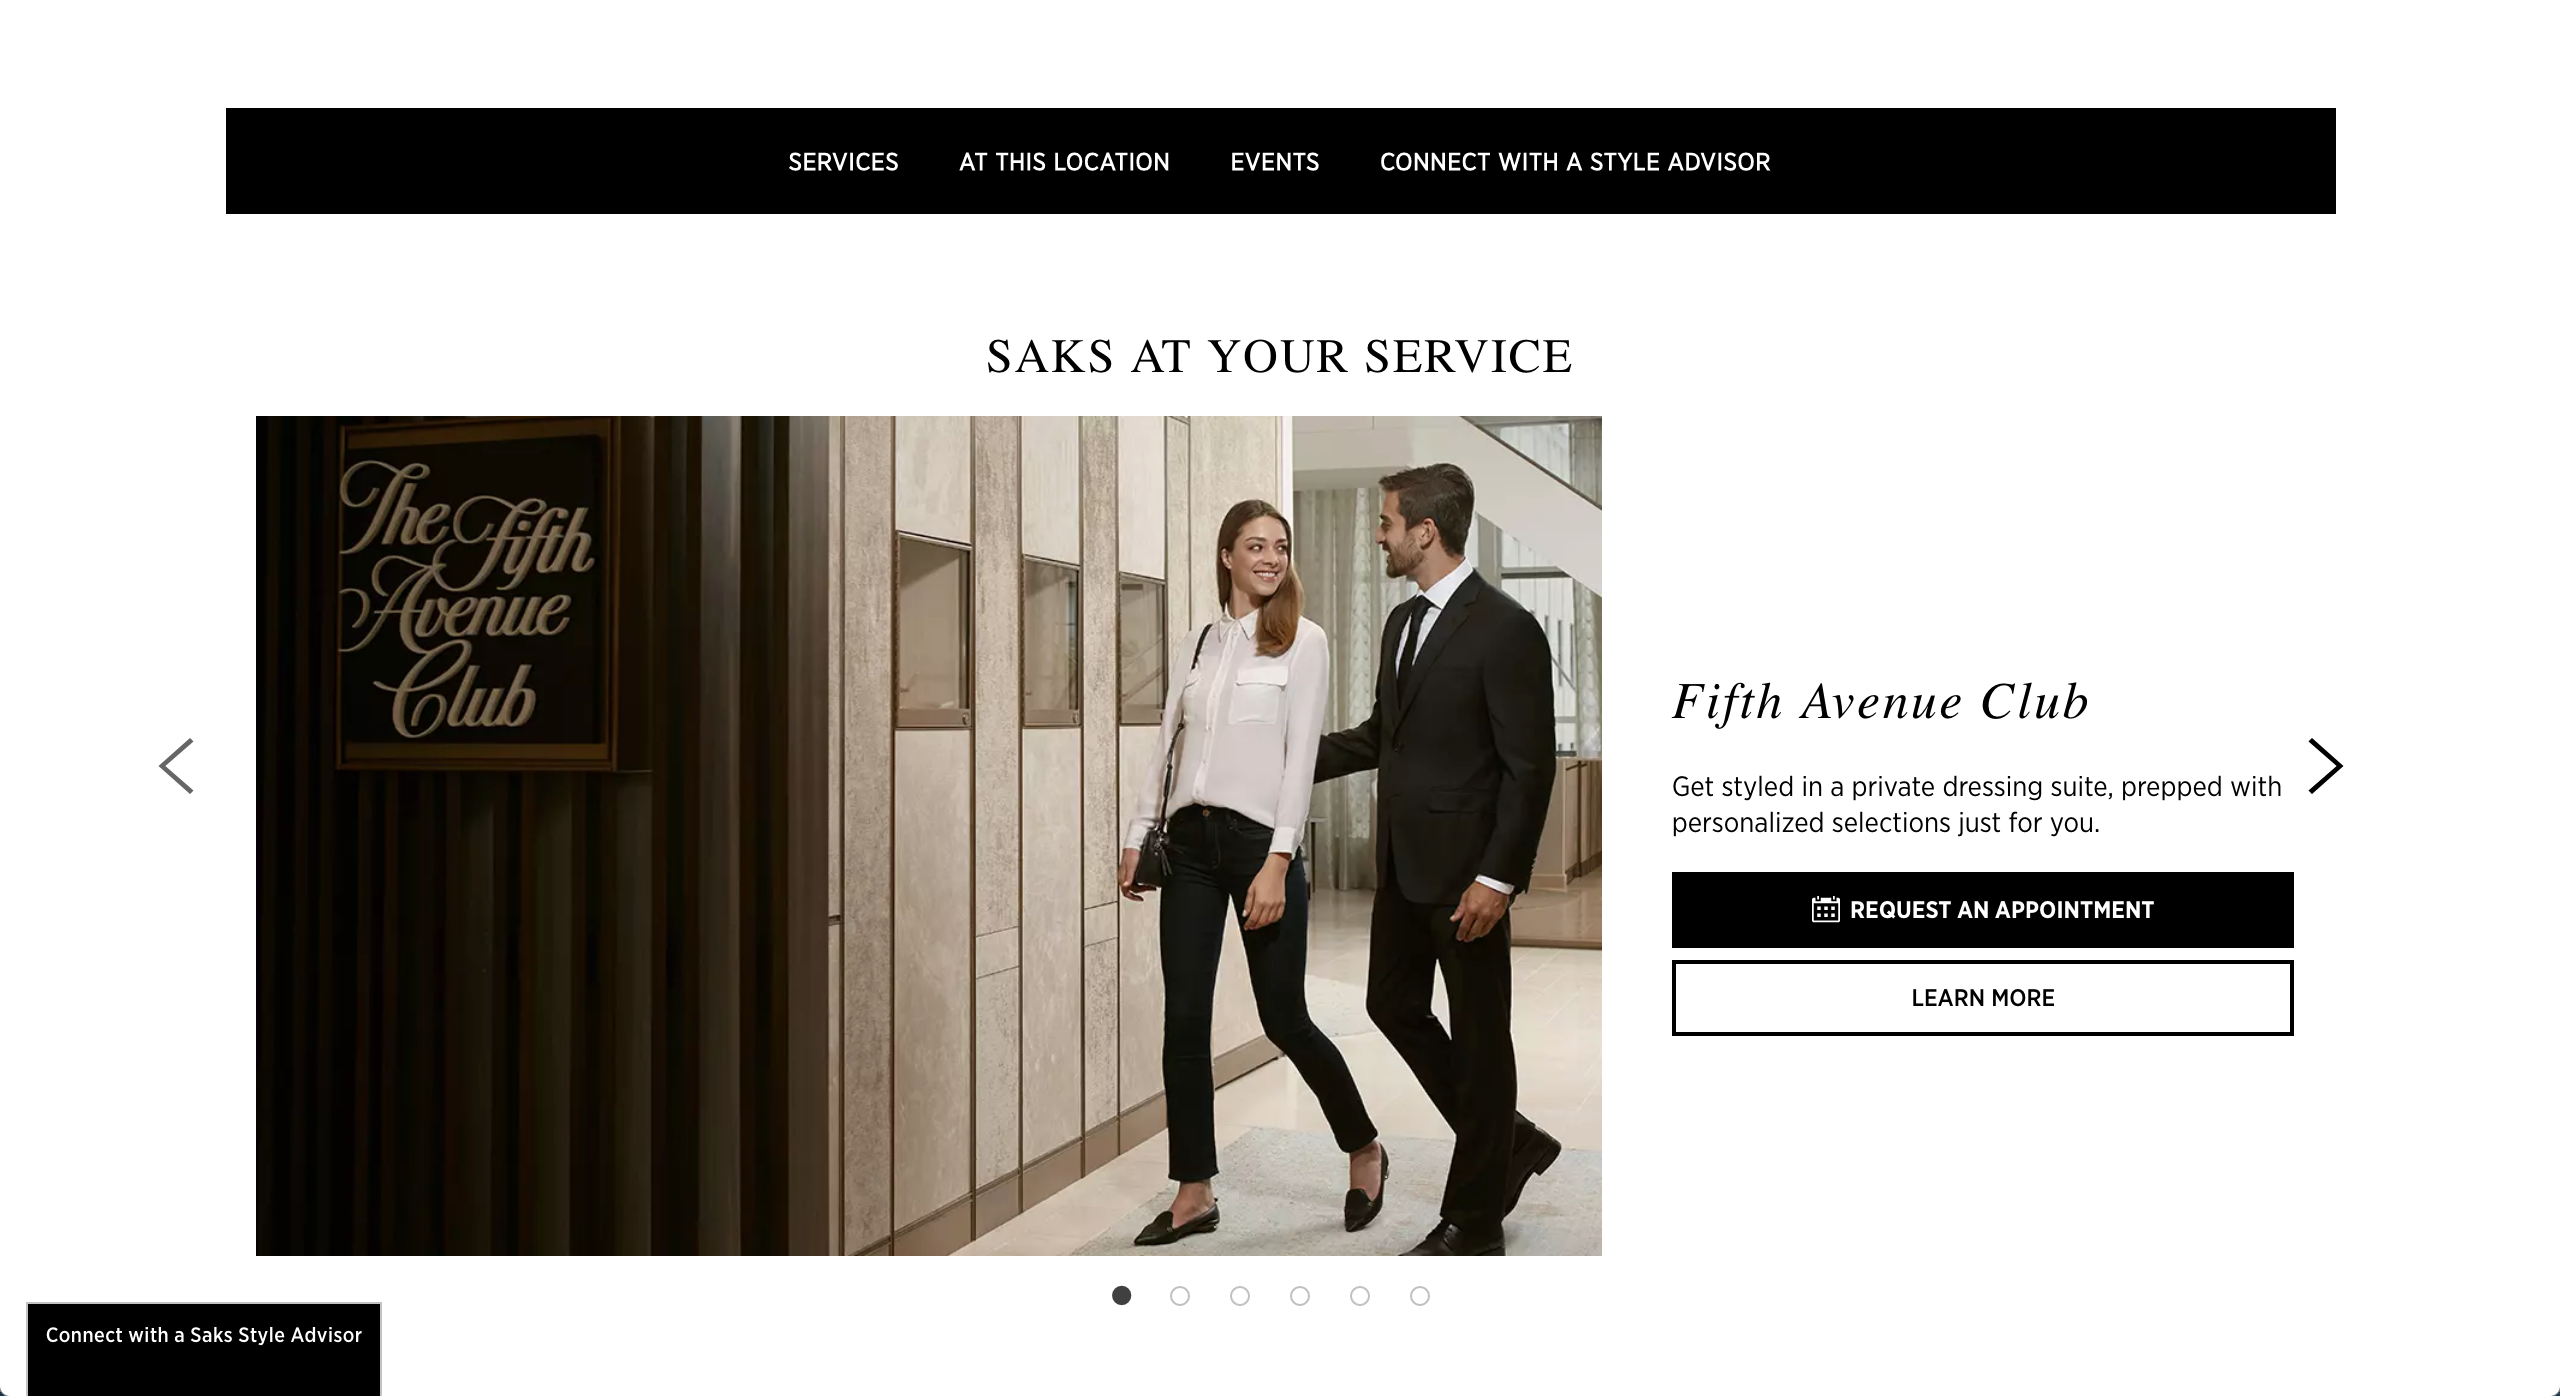 SERVICES AT THIS LOCATION EVENTS CONNECT WITH A STYLE ADVISOR
SAKS AT YOUR SERVICE
The Fifth
Avenue
Club
Fifth Avenue Club
Get styled in a private dressing suite, prepped with
personalized selections just for you.
REQUEST AN APPOINTMENT
LEARN MORE
Connect with a Saks Style Advisor